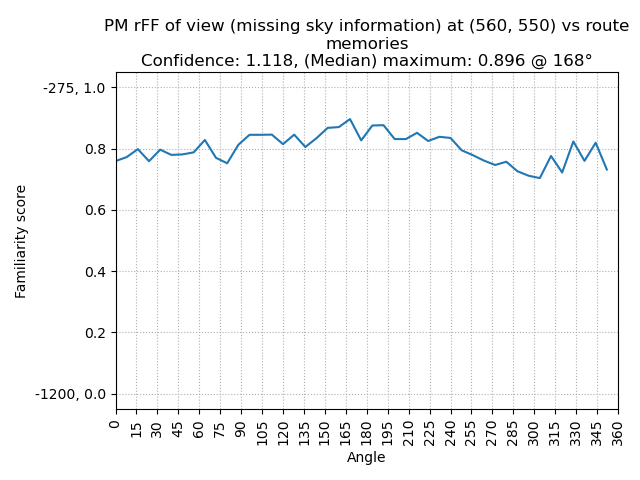 PM rFF of view (missing sky information) at (560, 550) vs route
memories
Confidence: 1.118, (Median) maximum: 0.896 @ 168°
-275, 1.0
0.8
0.6
0.4
0.2
-1200, 0.0
Familiarity score
0 15 30 45 60 75 90 105 120 135 150 165 180 195 210 225 240 255 270 285 300 315 330 345 360
Angle